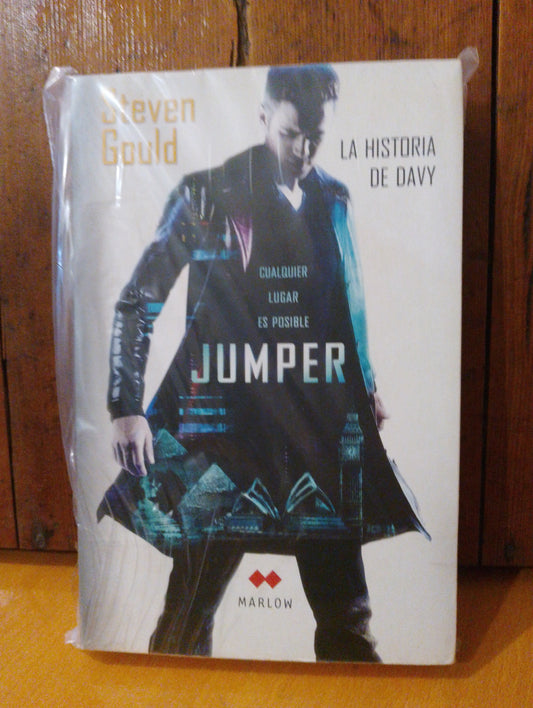 Steven
Gould
LA HISTORIA
DE DAVY
CUALQUIER
LUGAR
ES POSIBLE
JUMPER
MARLOW